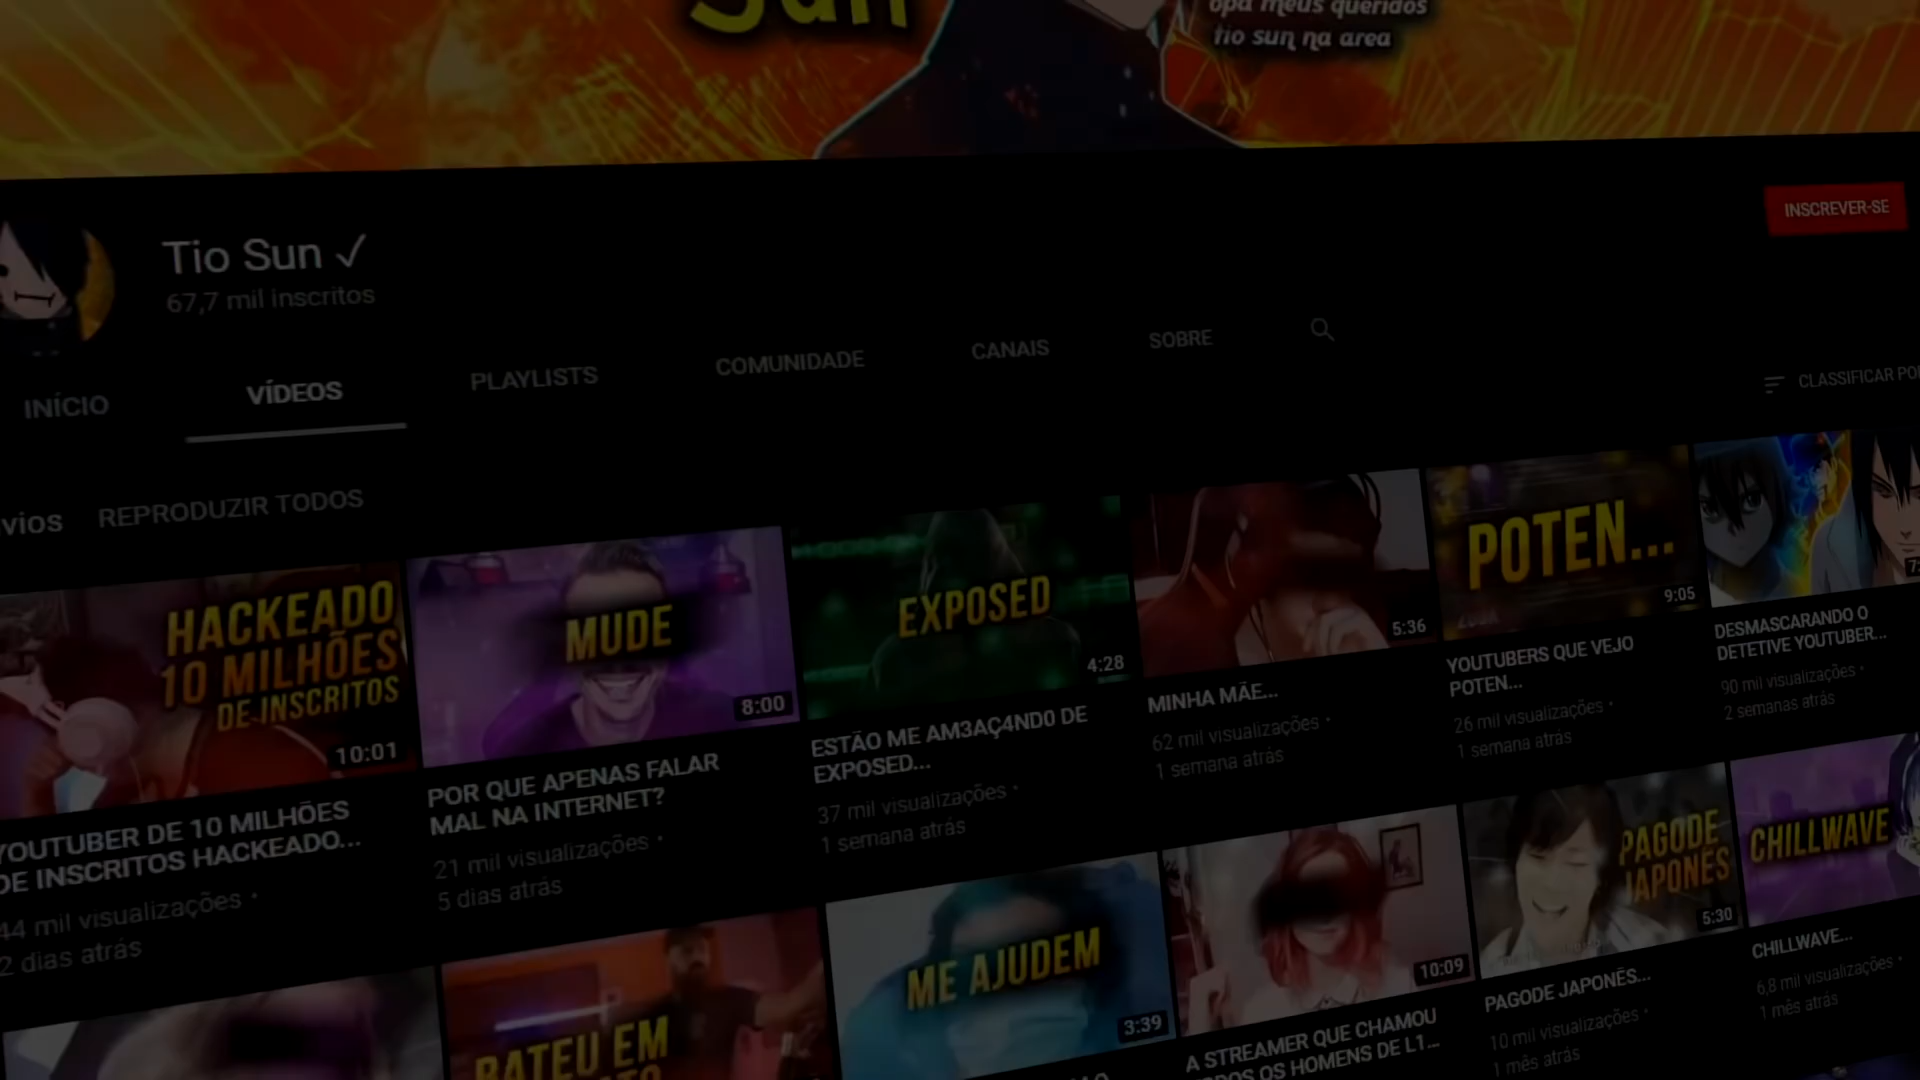 Sun
opa meus queridos
tio sun na area
INSCREVER-SE
Tio Sun ✓
67,7 mil inscritos
INÍCIO
VÍDEOS
PLAYLISTS
COMUNIDADE
CANAIS
SOBRE
CLASSIFICAR POR
vios
REPRODUZIR TODOS
HACKEADO
10 MILHÕES
DE INSCRITOS
10:01
YOUTUBER DE 10 MILHÕES
DE INSCRITOS HACKEADO...
44 mil visualizações •
2 dias atrás
MUDE
8:00
POR QUE APENAS FALAR
MAL NA INTERNET?
21 mil visualizações •
5 dias atrás
EXPOSED
4:28
ESTÃO ME AM3AÇ4ND0 DE
EXPOSED...
37 mil visualizações •
1 semana atrás
5:36
MINHA MÃE...
62 mil visualizações •
1 semana atrás
POTEN...
9:05
YOUTUBERS QUE VEJO
POTEN...
26 mil visualizações •
1 semana atrás
DESMASCARANDO O
DETETIVE YOUTUBER...
90 mil visualizações •
2 semanas atrás
BATEU EM
ME AJUDEM
3:39
10:09
A STREAMER QUE CHAMOU
OS HOMENS DE L1...
PAGODE
JAPONÊS
5:30
PAGODE JAPONÊS...
10 mil visualizações •
1 mês atrás
CHILLWAVE
CHILLWAVE...
6,8 mil visualizações •
1 mês atrás